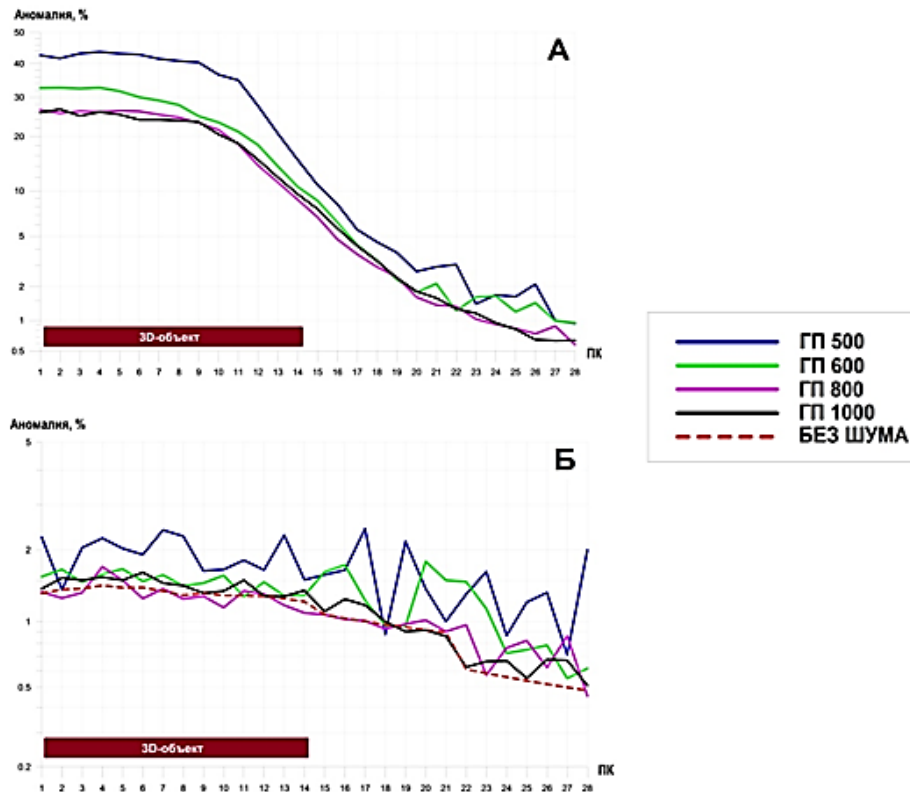 Аномалия, %
А
50
40
30
20
10
5
2
1
0.5
3D-объект
ПК
1 2 3 4 5 6 7 8 9 10 11 12 13 14 15 16 17 18 19 20 21 22 23 24 25 26 27 28
ГП 500
ГП 600
ГП 800
ГП 1000
БЕЗ ШУМА
Аномалия, %
Б
5
2
1
0.5
0.2
3D-объект
ПК
1 2 3 4 5 6 7 8 9 10 11 12 13 14 15 16 17 18 19 20 21 22 23 24 25 26 27 28